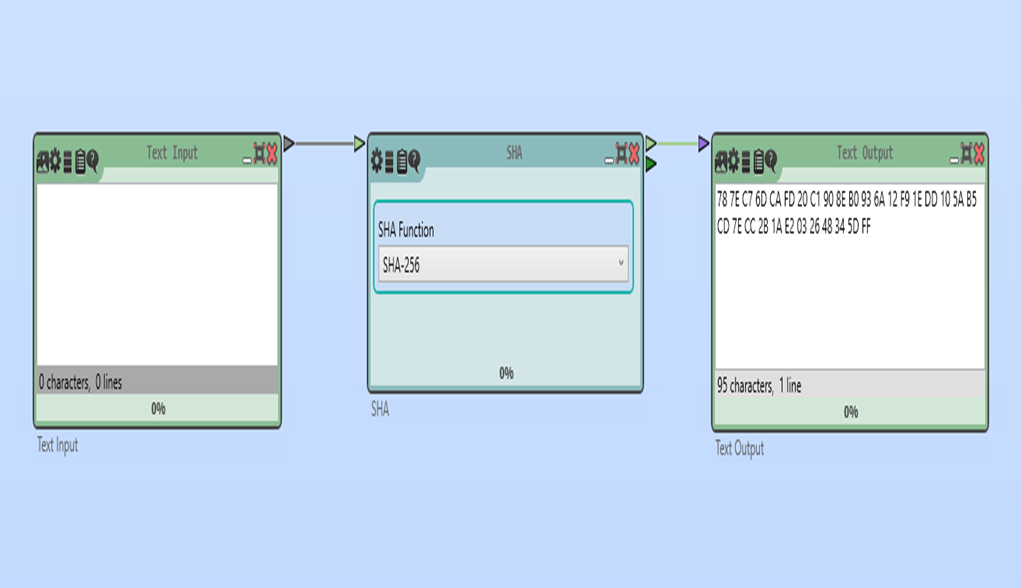 Text Input
0 characters, 0 lines
0%
Text Input
SHA
SHA Function
SHA-256
0%
SHA
Text Output
78 7E C7 6D CA FD 20 C1 90 8E B0 93 6A 12 F9 1E DD 10 5A B5
CD 7E CC 2B 1A E2 03 26 48 34 5D FF
95 characters, 1 line
0%
Text Output